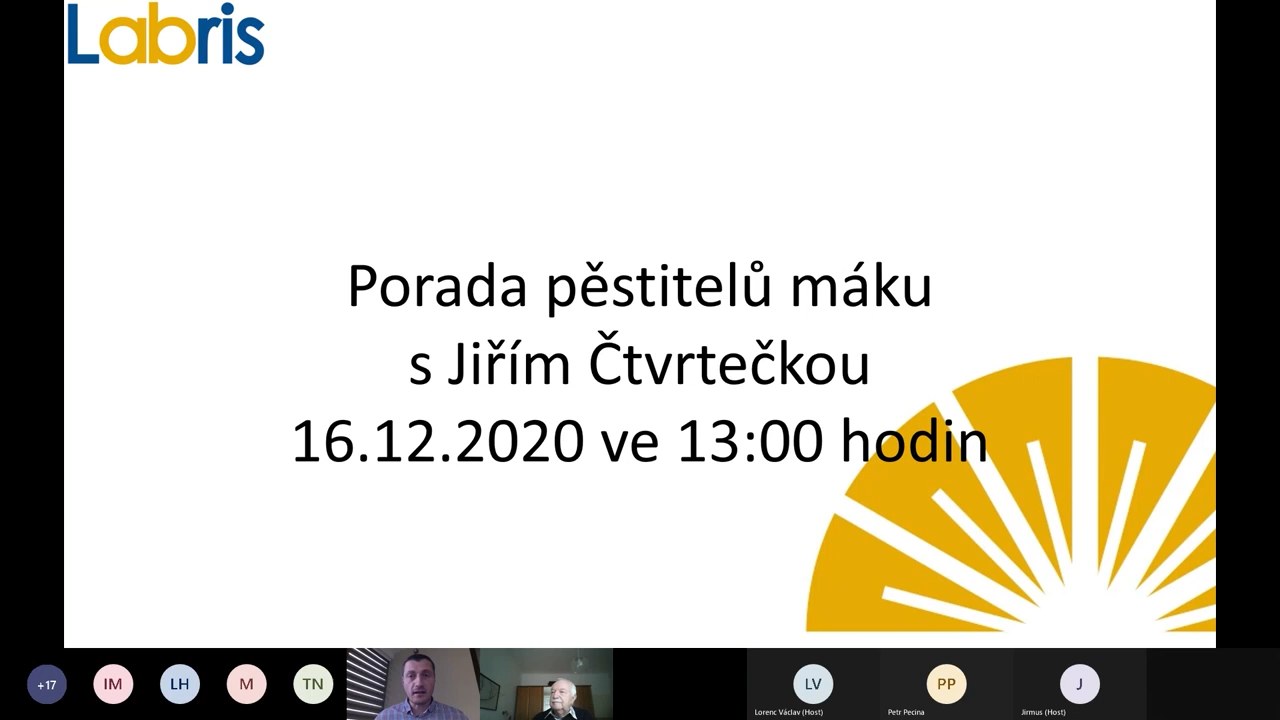 Labris
Porada pěstitelů máku
s Jiřím Čtvrtečkou
16.12.2020 ve 13:00 hodin
+17
IM
LH
M
TN
LV
PP
J
Lorenc Václav (Host)
Petr Pecina
Jirmus (Host)